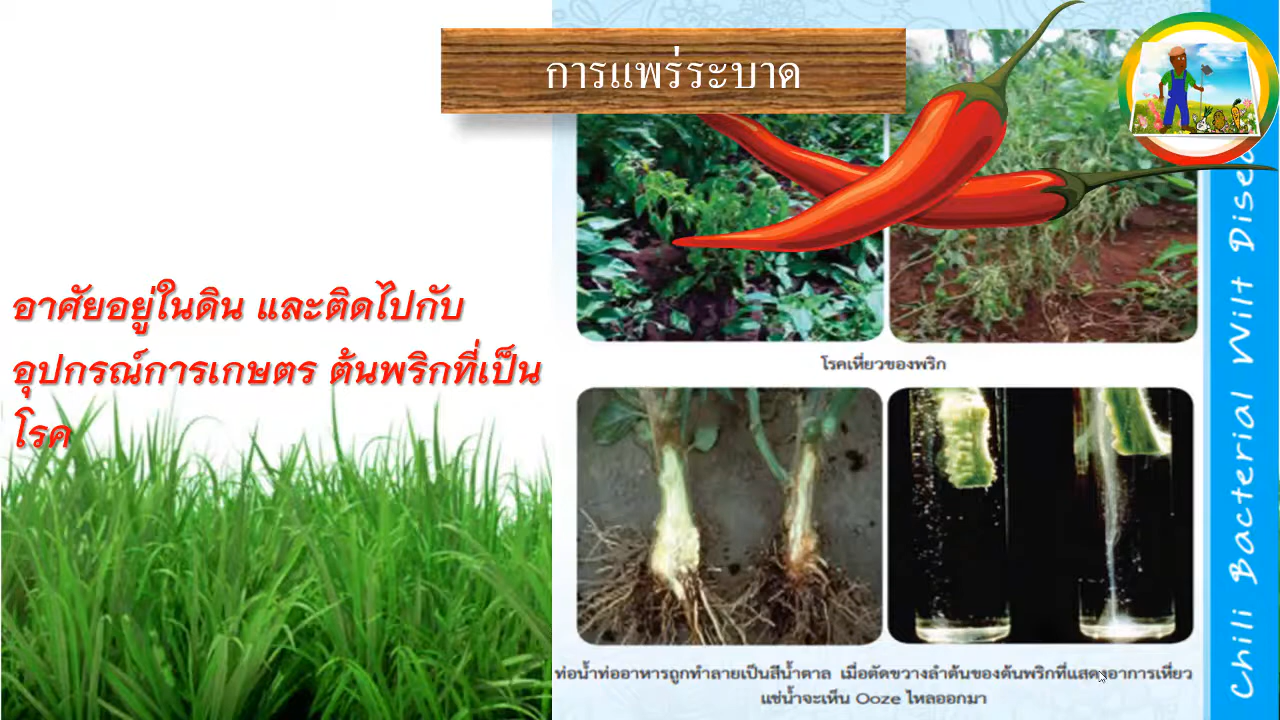 การแพร่ระบาด
อาศัยอยู่ในดิน และติดไปกับ
อุปกรณ์การเกษตร ต้นพริกที่เป็น
โรค
โรคเหี่ยวของพริก
ท่อน้ำท่ออาหารถูกทำลายเป็นสีน้ำตาล เมื่อตัดขวางลำต้นของต้นพริกที่แสดงอาการเหี่ยว
แช่น้ำจะเห็น Ooze ไหลออกมา
Chili Bacterial Wilt